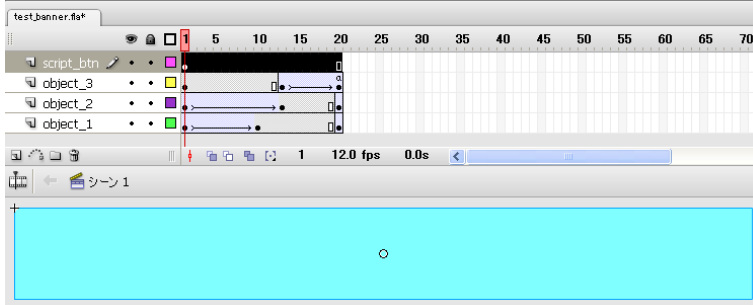 test_banner.fla*
1 5 10 15 20 25 30 35 40 45 50 55 60 65 70
script_btn
object_3
a
object_2
object_1
1 12.0 fps 0.0s
シーン 1